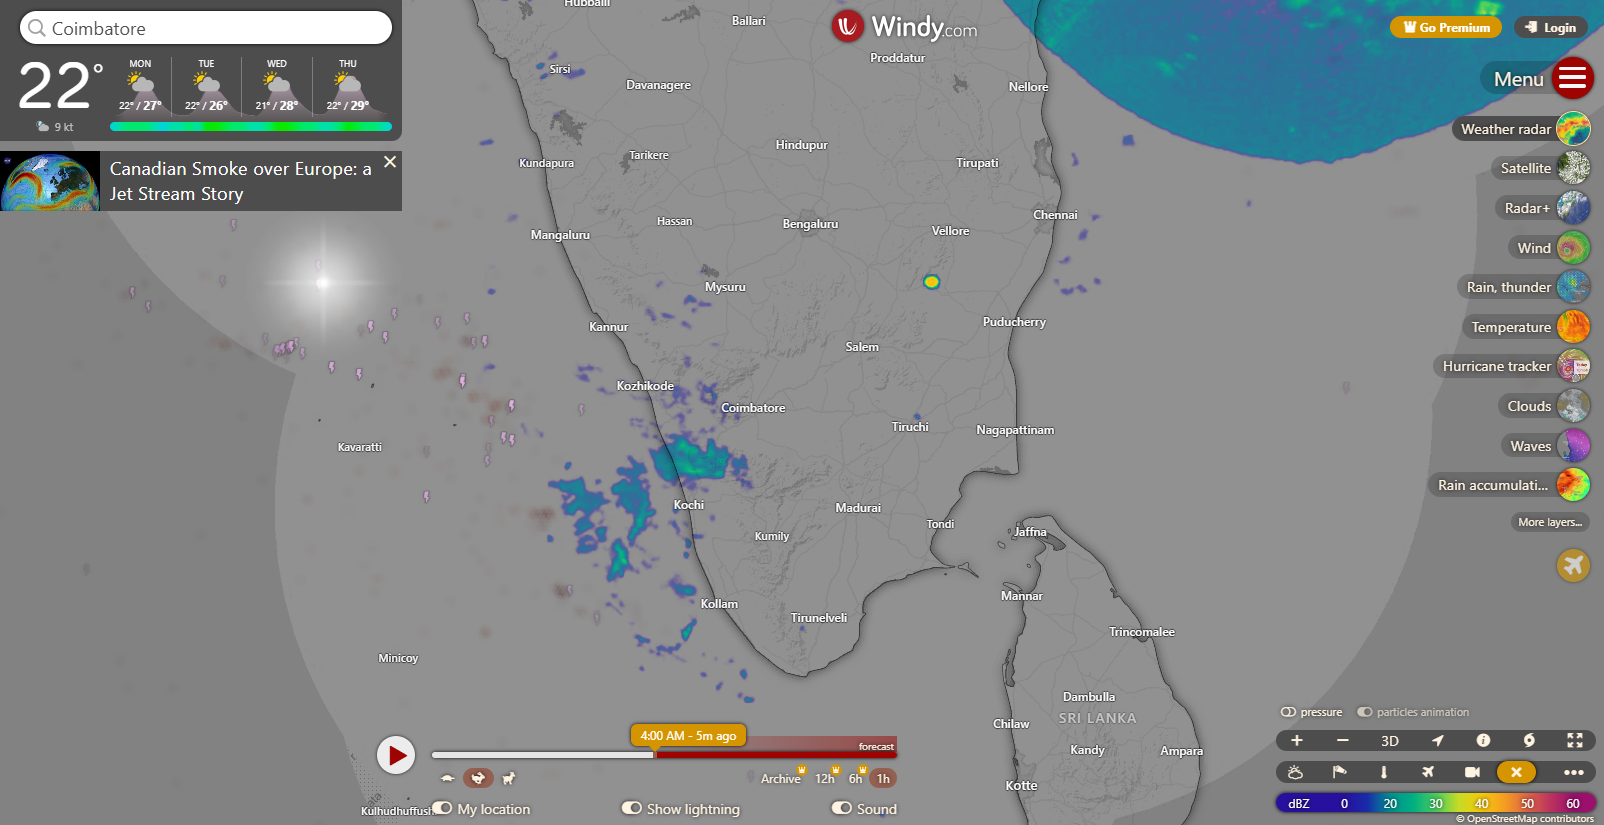 Coimbatore
22°
9 kt
MON TUE WED THU
22° / 27° 22° / 26° 21° / 28° 22° / 29°
Canadian Smoke over Europe: a
Jet Stream Story
Windy.com
Go Premium
Login
Menu
Weather radar
Satellite
Radar+
Wind
Rain, thunder
Temperature
Hurricane tracker
Clouds
Waves
Rain accumulati...
More layers...
Hubballi
Ballari
Proddatur
Sirsi
Davanagere
Nellore
Hindupur
Tarikere
Kundapura
Tirupati
Hassan
Bengaluru
Chennai
Vellore
Mangaluru
Mysuru
Puducherry
Kannur
Salem
Kozhikode
Coimbatore
Tiruchi
Nagapattinam
Kavaratti
Kochi
Madurai
Tondi
Jaffna
Kumily
Mannar
Kollam
Tirunelveli
Trincomalee
Minicoy
Dambulla
SRI LANKA
Chilaw
Kandy
Ampara
Kotte
Kulhudhuffush
4:00 AM - 5m ago
forecast
Archive 12h 6h 1h
My location
Show lightning
Sound
pressure
particles animation
+ − 3D
dBZ 0 20 30 40 50 60
© OpenStreetMap contributors